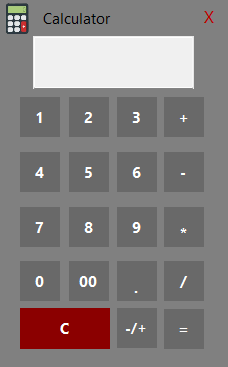 Calculator X
1 2 3 +
4 5 6 -
7 8 9 *
0 00 . /
C -/+ =